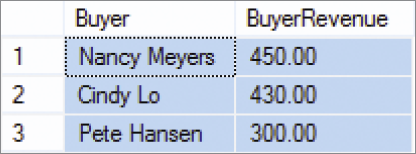 Buyer BuyerRevenue
1 Nancy Meyers 450.00
2 Cindy Lo 430.00
3 Pete Hansen 300.00